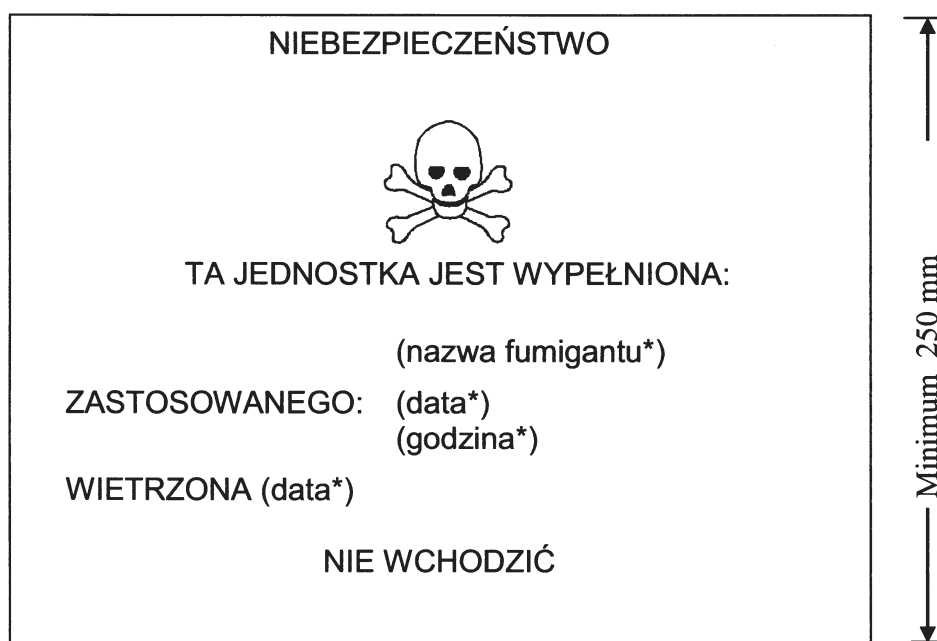 NIEBEZPIECZEŃSTWO
TA JEDNOSTKA JEST WYPEŁNIONA:
(nazwa fumigantu*)
ZASTOSOWANEGO: (data*)
(godzina*)
WIETRZONA (data*)
NIE WCHODZIĆ
Minimum 250 mm